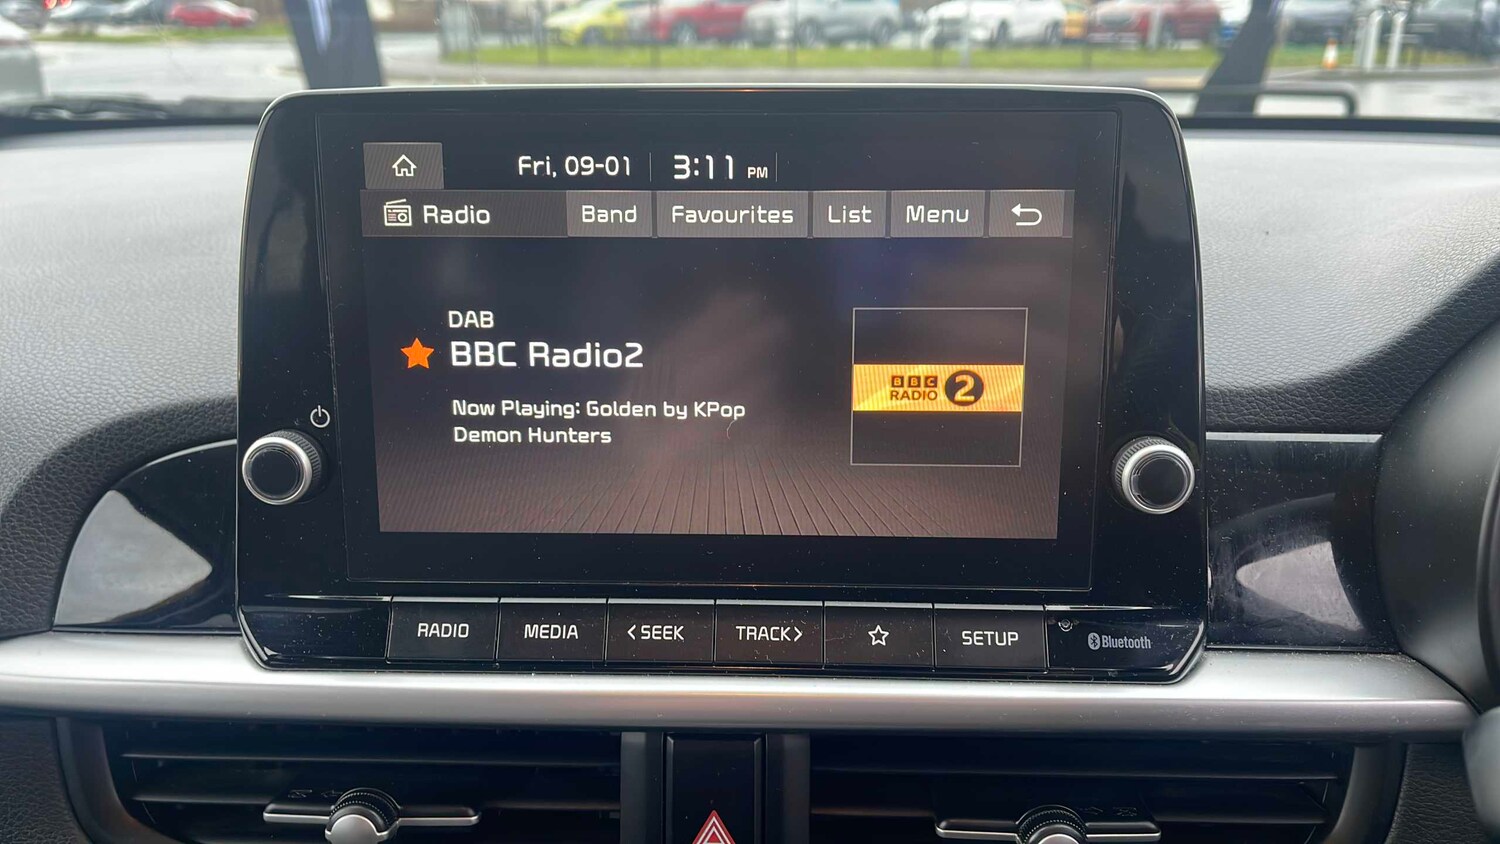 Fri, 09-01 3:11 PM
Radio Band Favourites List Menu
DAB
BBC Radio2
Now Playing: Golden by KPop
Demon Hunters
BBC
RADIO 2
RADIO MEDIA <SEEK TRACK> SETUP
Bluetooth